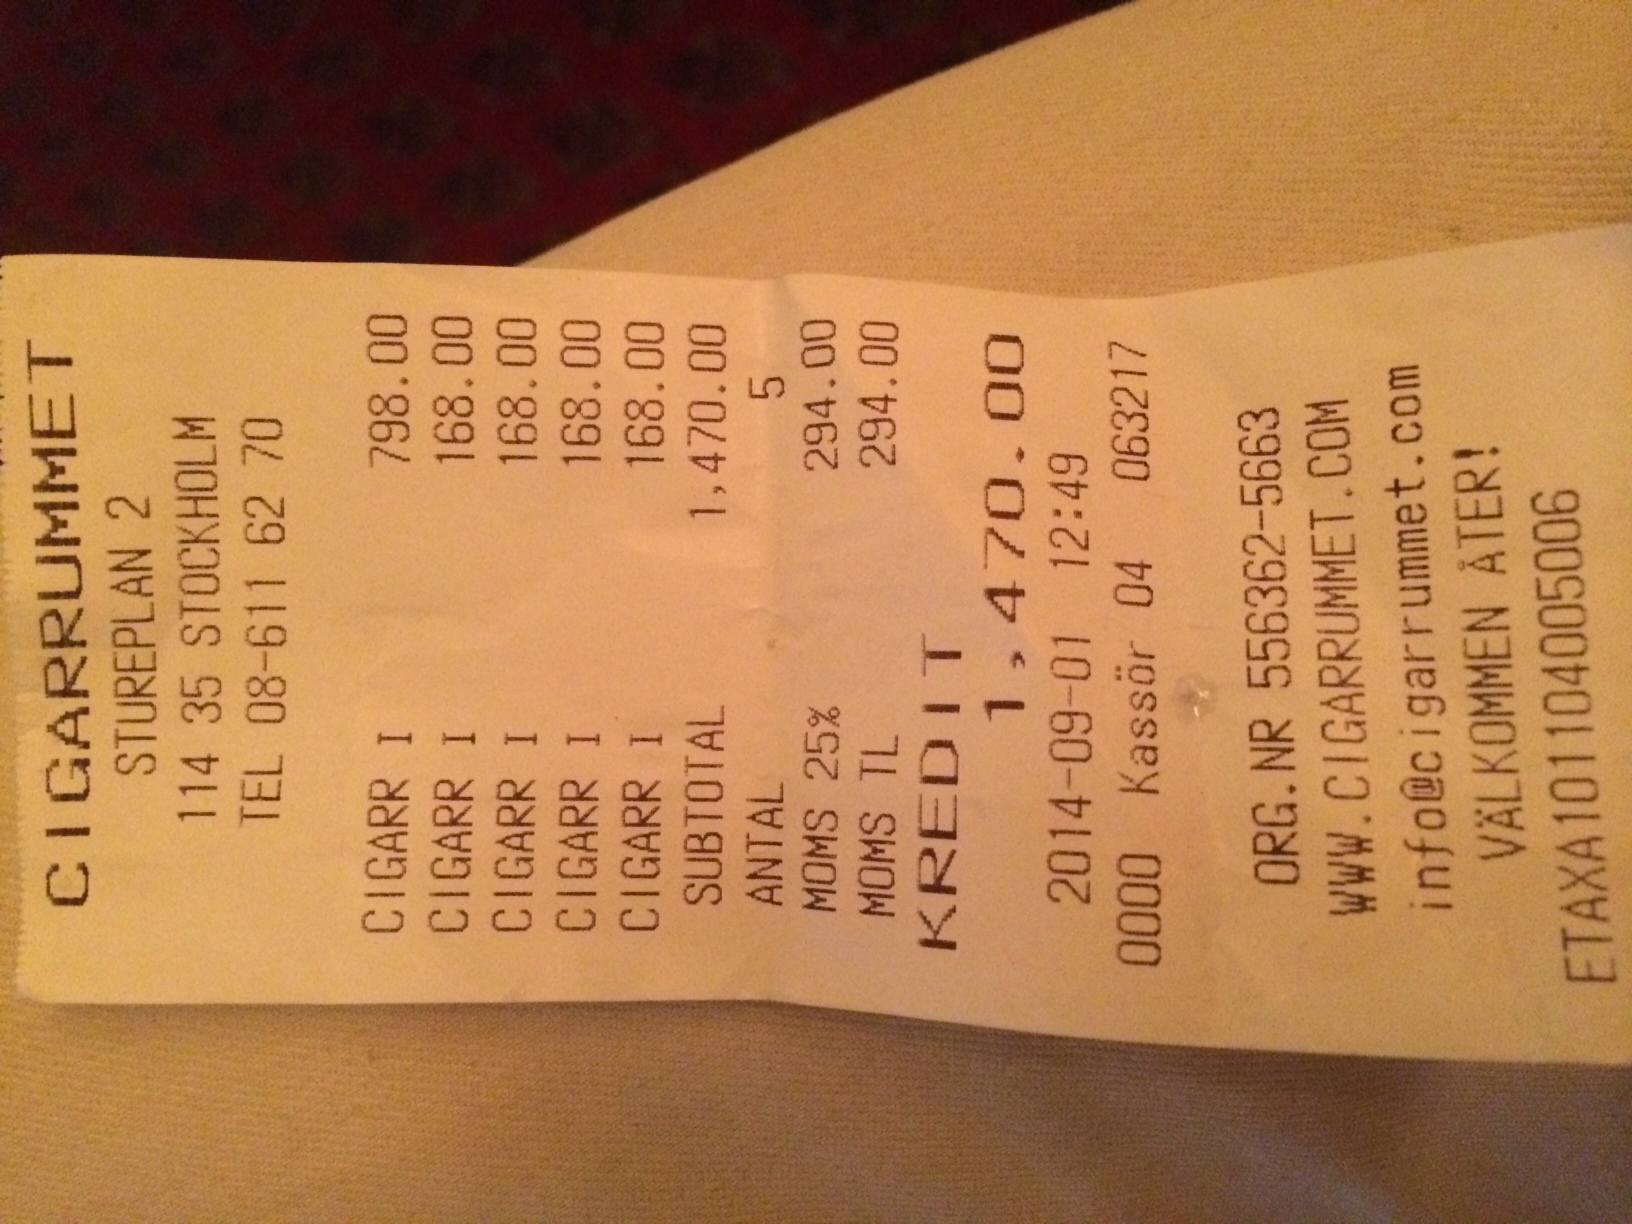 CIGARRUMMET
STUREPLAN 2
114 35 STOCKHOLM
TEL 08-611 62 70
CIGARR I 798.00
CIGARR I 168.00
CIGARR I 168.00
CIGARR I 168.00
CIGARR I 168.00
SUBTOTAL 1,470.00
ANTAL 5
MOMS 25% 294.00
MOMS TL 294.00
KREDIT
1,470.00
2014-09-01 12:49
0000 Kassör 04 063217
ORG.NR 556362-5663
WWW.CIGARRUMMET.COM
info@cigarrummet.com
VÄLKOMMEN ÅTER!
ETAXA101104005006